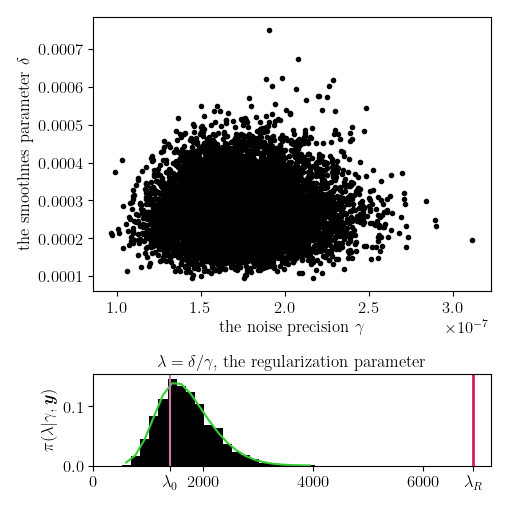 0.0007
0.0006
0.0005
0.0004
0.0003
0.0002
0.0001
the smoothnes parameter δ
1.0 1.5 2.0 2.5 3.0
the noise precision γ
×10⁻⁷
λ = δ/γ, the regularization parameter
0.1
0.0
π(λ|γ, y)
0 λ₀ 2000 4000 6000 λ_R